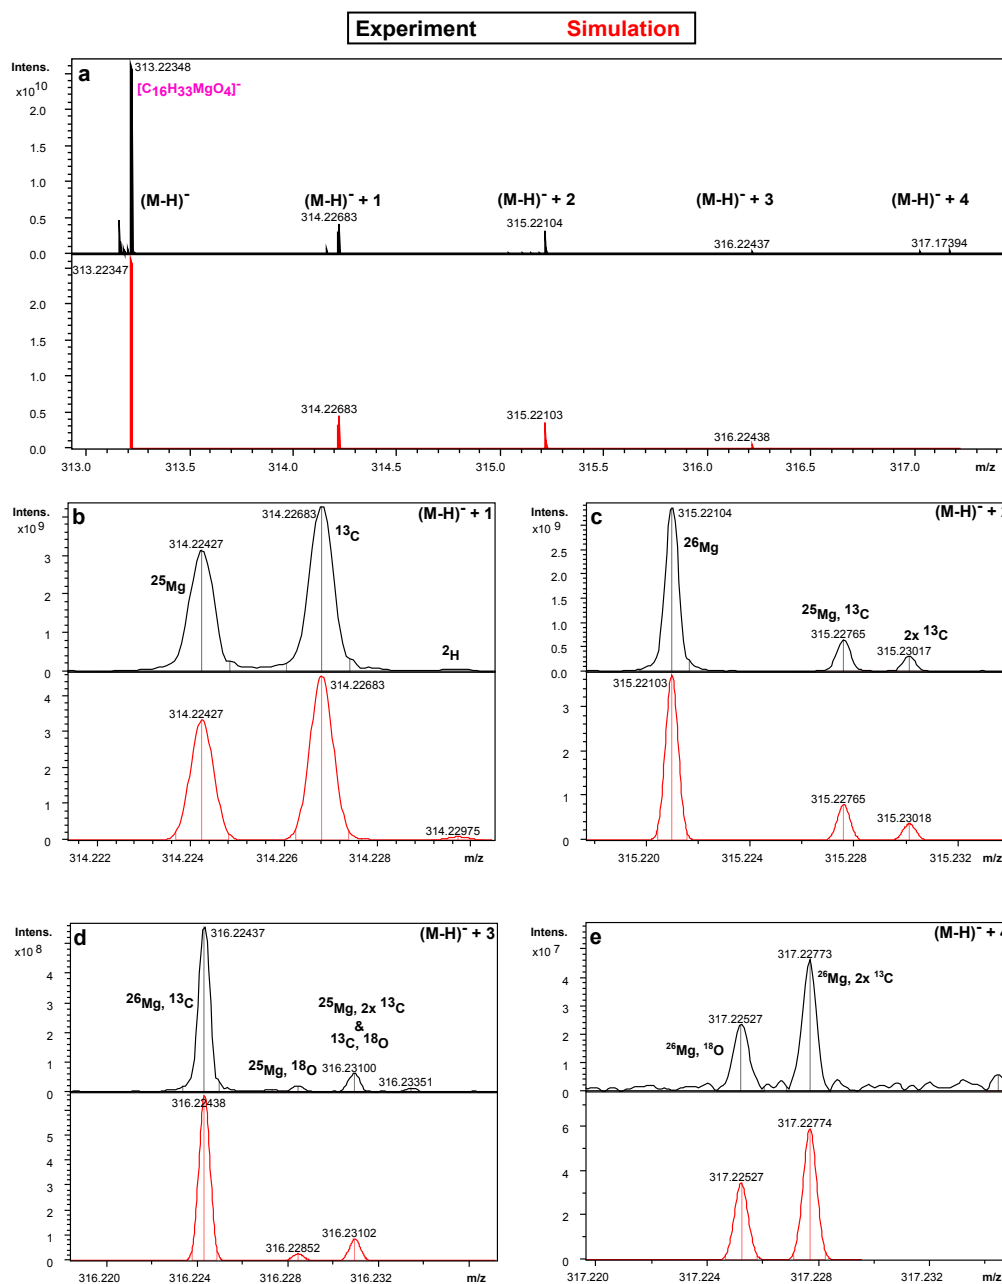 Experiment Simulation
a
Intens.
x10¹⁰
313.22348
[C₁₆H₃₃MgO₄]⁻
2.0
1.5
1.0
0.5
0.0
(M-H)⁻
(M-H)⁻ + 1
314.22683
(M-H)⁻ + 2
315.22104
(M-H)⁻ + 3
316.22437
(M-H)⁻ + 4
317.17394
313.22347
2.0
1.5
1.0
0.5
0.0
314.22683
315.22103
316.22438
313.0 313.5 314.0 314.5 315.0 315.5 316.0 316.5 317.0 m/z
b
Intens.
x10⁹
(M-H)⁻ + 1
314.22683
¹³C
314.22427
²⁵Mg
²H
3
2
1
0
314.22683
314.22427
314.22975
4
3
2
1
0
314.222 314.224 314.226 314.228 m/z
c
Intens.
x10⁹
(M-H)⁻ +
315.22104
²⁶Mg
²⁵Mg, ¹³C
315.22765
2x ¹³C
315.23017
2.5
2.0
1.5
1.0
0.5
0.0
315.22103
315.22765
315.23018
3
2
1
0
315.220 315.224 315.228 315.232 m/z
d
Intens.
x10⁸
(M-H)⁻ + 3
316.22437
²⁶Mg, ¹³C
²⁵Mg, 2x ¹³C
&
¹³C, ¹⁸O
²⁵Mg, ¹⁸O
316.23100
316.23351
4
3
2
1
0
316.22438
316.22852
316.23102
5
4
3
2
1
0
316.220 316.224 316.228 316.232 m/z
e
Intens.
x10⁷
(M-H)⁻ + 4
317.22773
²⁶Mg, 2x ¹³C
317.22527
²⁶Mg, ¹⁸O
4
3
2
1
0
317.22774
317.22527
6
4
2
0
317.220 317.224 317.228 317.232 m/z